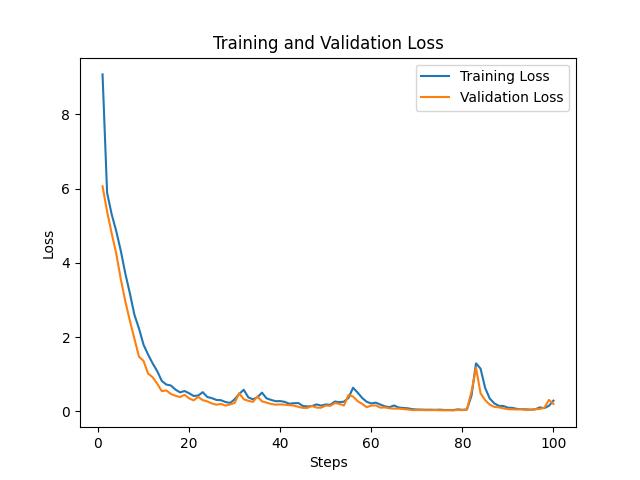 Training and Validation Loss
Training Loss
Validation Loss
Loss
8
6
4
2
0
0 20 40 60 80 100
Steps